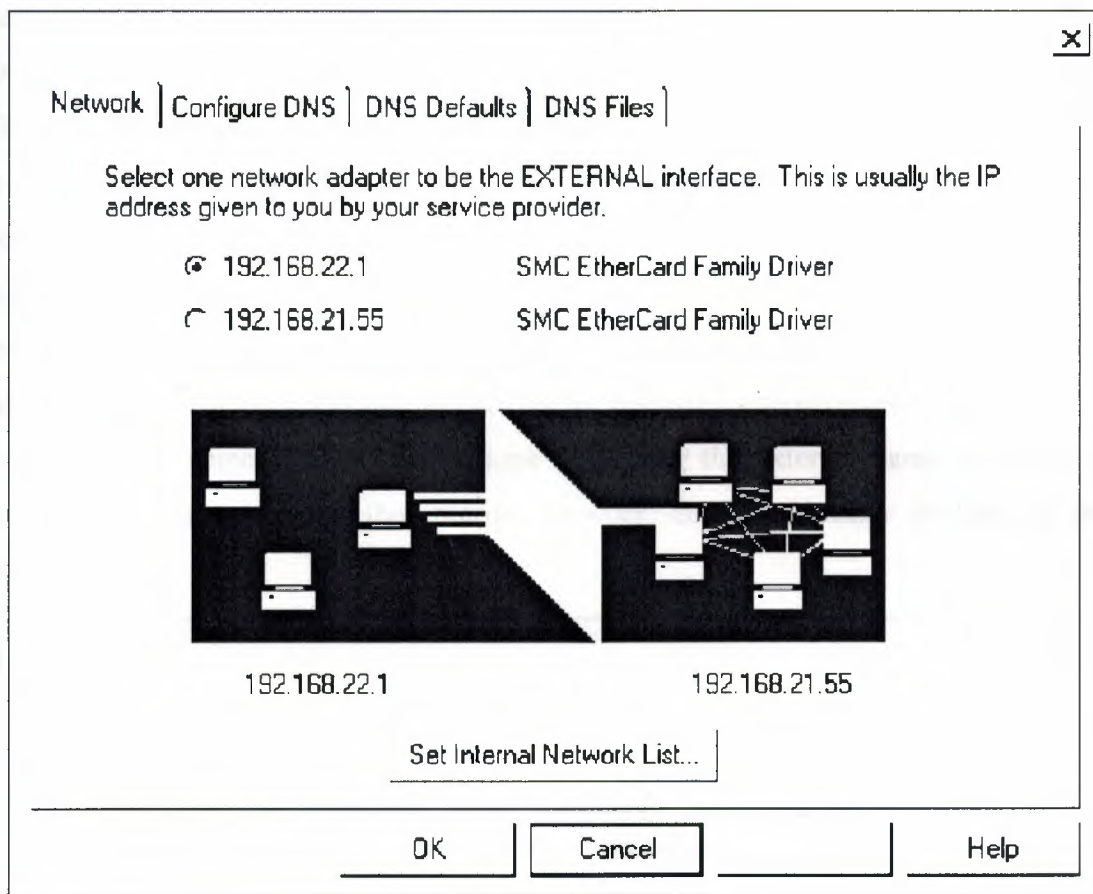 Network Configure DNS DNS Defaults DNS Files
Select one network adapter to be the EXTERNAL interface. This is usually the IP
address given to you by your service provider.
192.168.22.1 SMC EtherCard Family Driver
192.168.21.55 SMC EtherCard Family Driver
192.168.22.1 192.168.21.55
Set Internal Network List...
OK Cancel Help